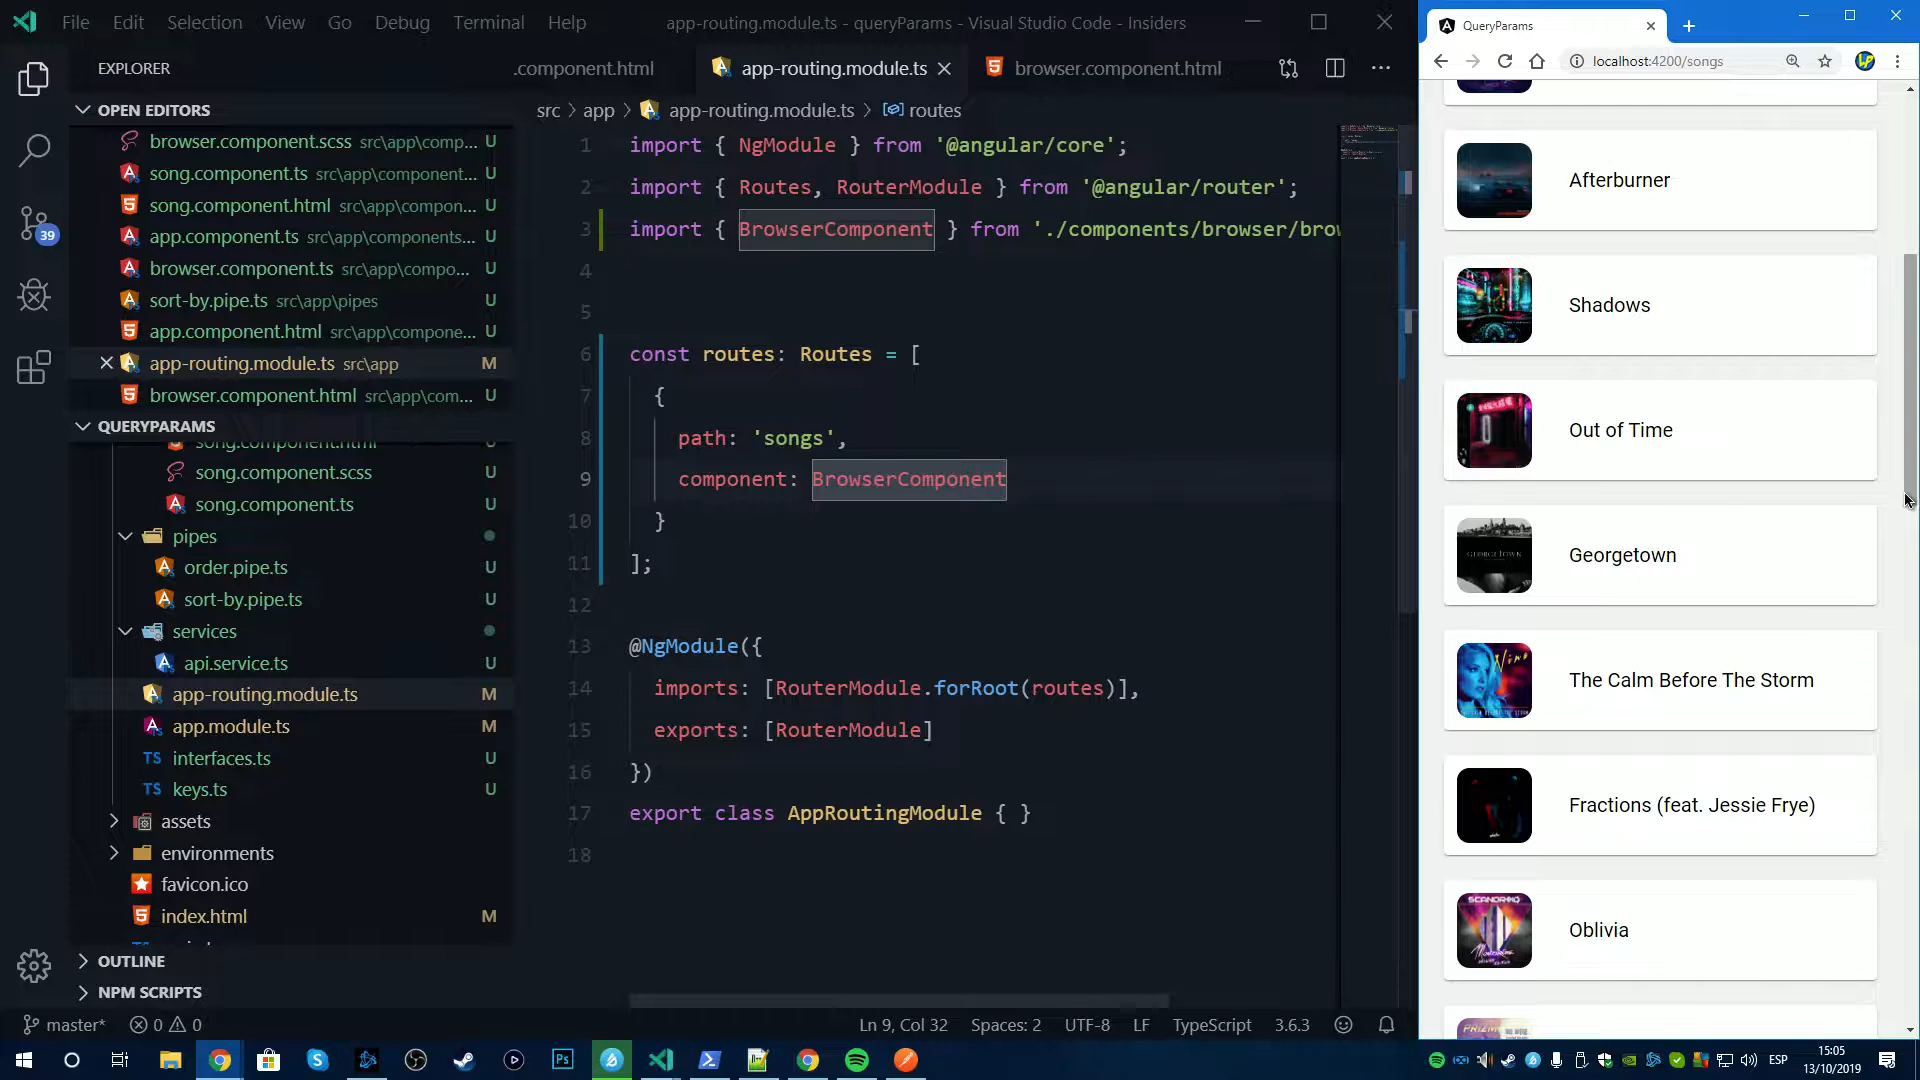 File Edit Selection View Go Debug Terminal Help
app-routing.module.ts - queryParams - Visual Studio Code - Insiders
EXPLORER
.component.html
app-routing.module.ts
browser.component.html
OPEN EDITORS
src > app > app-routing.module.ts > routes
browser.component.scss src\app\comp... U
song.component.ts src\app\component... U
song.component.html src\app\compon... U
app.component.ts src\app\components... U
browser.component.ts src\app\compo... U
sort-by.pipe.ts src\app\pipes U
app.component.html src\app\compone... U
app-routing.module.ts src\app M
browser.component.html src\app\com... U
QUERYPARAMS
song.component.html U
song.component.scss U
song.component.ts U
pipes
order.pipe.ts U
sort-by.pipe.ts U
services
api.service.ts U
app-routing.module.ts M
app.module.ts M
TS interfaces.ts U
TS keys.ts U
assets
environments
favicon.ico
index.html M
OUTLINE
NPM SCRIPTS
39
1 import { NgModule } from '@angular/core';
2 import { Routes, RouterModule } from '@angular/router';
3 import { BrowserComponent } from './components/browser/brow
4
5
6 const routes: Routes = [
7 {
8 path: 'songs',
9 component: BrowserComponent
10 }
11 ];
12
13 @NgModule({
14 imports: [RouterModule.forRoot(routes)],
15 exports: [RouterModule]
16 })
17 export class AppRoutingModule { }
18
master* 0 0
Ln 9, Col 32 Spaces: 2 UTF-8 LF TypeScript 3.6.3
QueryParams
localhost:4200/songs
Afterburner
Shadows
Out of Time
GEORGETOWN
Georgetown
The Calm Before The Storm
Fractions (feat. Jessie Frye)
SCANDROID
Oblivia
Ps
ESP
15:05
13/10/2019